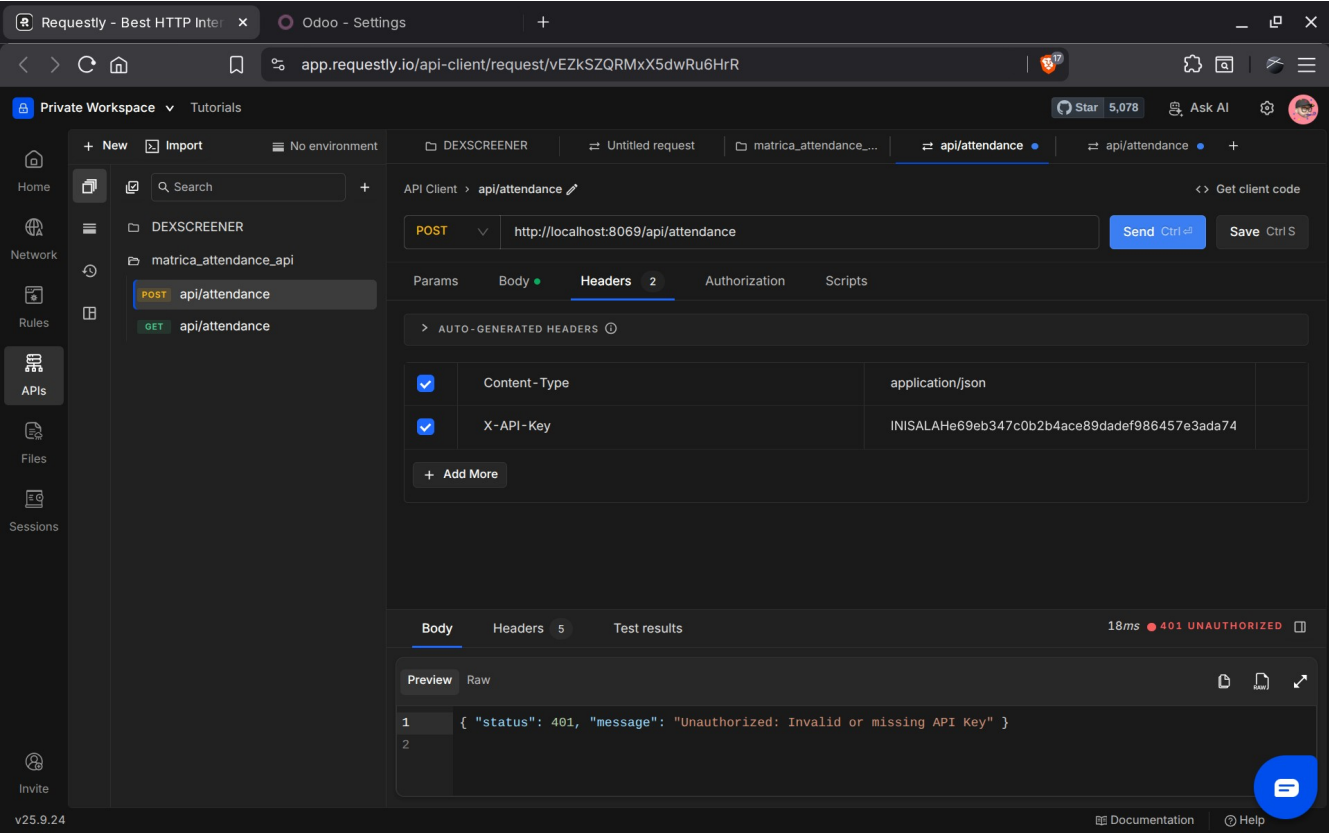 Requestly - Best HTTP Inter
Odoo - Settings
app.requestly.io/api-client/request/vEZkSZQRMxX5dwRu6HrR
17
Private Workspace
Tutorials
Star 5,078
Ask AI
New
Import
No environment
DEXSCREENER
Untitled request
matrica_attendance_...
api/attendance
api/attendance
Home
Search
API Client > api/attendance
Get client code
Network
DEXSCREENER
POST
http://localhost:8069/api/attendance
Send Ctrl
Save Ctrl S
matrica_attendance_api
Params
Body
Headers 2
Authorization
Scripts
POST api/attendance
Rules
GET api/attendance
AUTO-GENERATED HEADERS
APIs
Content-Type
application/json
X-API-Key
INISALAHe69eb347c0b2b4ace89dadef986457e3ada74
Files
+ Add More
Sessions
Body
Headers 5
Test results
18ms
401 UNAUTHORIZED
Preview
Raw
RAW
1 { "status": 401, "message": "Unauthorized: Invalid or missing API Key" }
2
Invite
v25.9.24
Documentation
Help